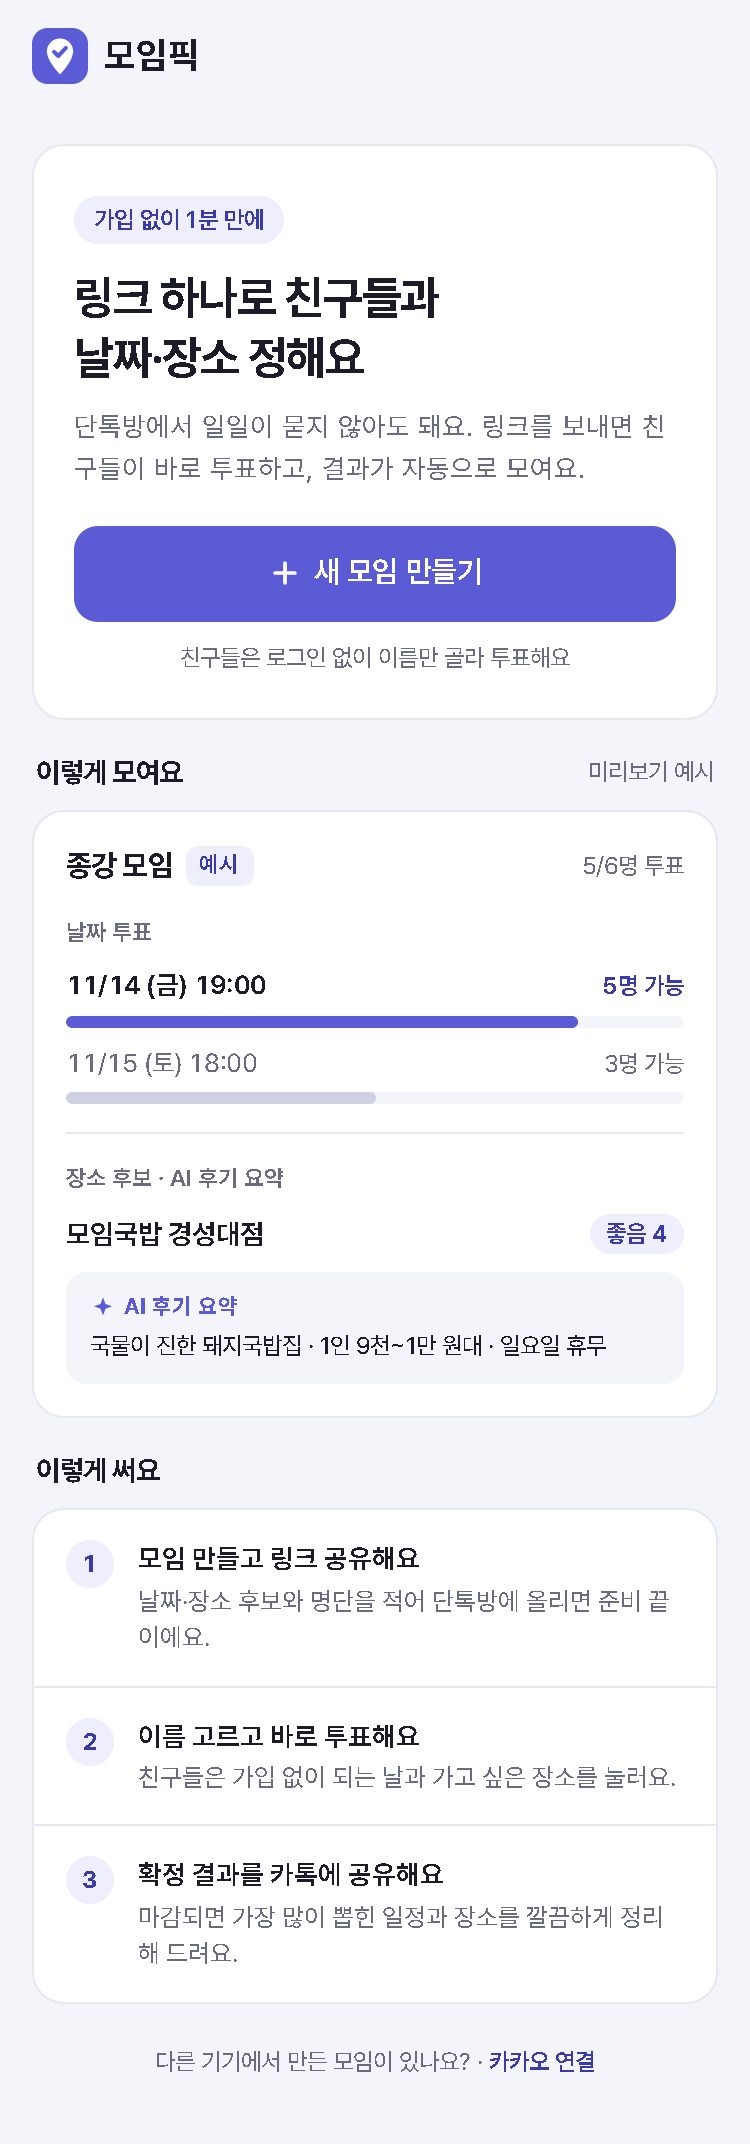 모임픽
가입 없이 1분 만에
링크 하나로 친구들과
날짜·장소 정해요
단톡방에서 일일이 묻지 않아도 돼요. 링크를 보내면 친
구들이 바로 투표하고, 결과가 자동으로 모여요.
+ 새 모임 만들기
친구들은 로그인 없이 이름만 골라 투표해요
이렇게 모여요 미리보기 예시
종강 모임 예시 5/6명 투표
날짜 투표
11/14 (금) 19:00 5명 가능
11/15 (토) 18:00 3명 가능
장소 후보 · AI 후기 요약
모임국밥 경성대점 좋음 4
AI 후기 요약
국물이 진한 돼지국밥집 · 1인 9천~1만 원대 · 일요일 휴무
이렇게 써요
1 모임 만들고 링크 공유해요
날짜·장소 후보와 명단을 적어 단톡방에 올리면 준비 끝
이에요.
2 이름 고르고 바로 투표해요
친구들은 가입 없이 되는 날과 가고 싶은 장소를 눌러요.
3 확정 결과를 카톡에 공유해요
마감되면 가장 많이 뽑힌 일정과 장소를 깔끔하게 정리
해 드려요.
다른 기기에서 만든 모임이 있나요? · 카카오 연결